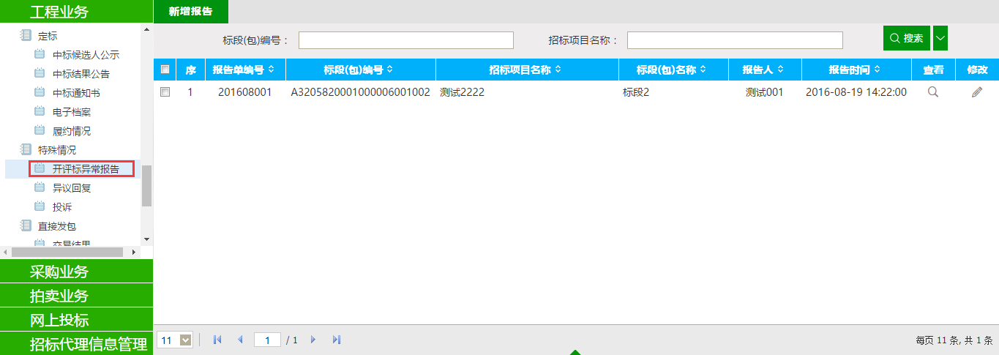 工程业务
定标
中标候选人公示
中标结果公告
中标通知书
电子档案
履约情况
特殊情况
开评标异常报告
异议回复
投诉
直接发包
交易结果
采购业务
拍卖业务
网上投标
招标代理信息管理
新增报告
标段(包)编号： 招标项目名称： 搜索
序 报告单编号 标段(包)编号 招标项目名称 标段(包)名称 报告人 报告时间 查看 修改
1 201608001 A3205820001000006001002 测试2222 标段2 测试001 2016-08-19 14:22:00
11 1 / 1 每页 11 条, 共 1 条